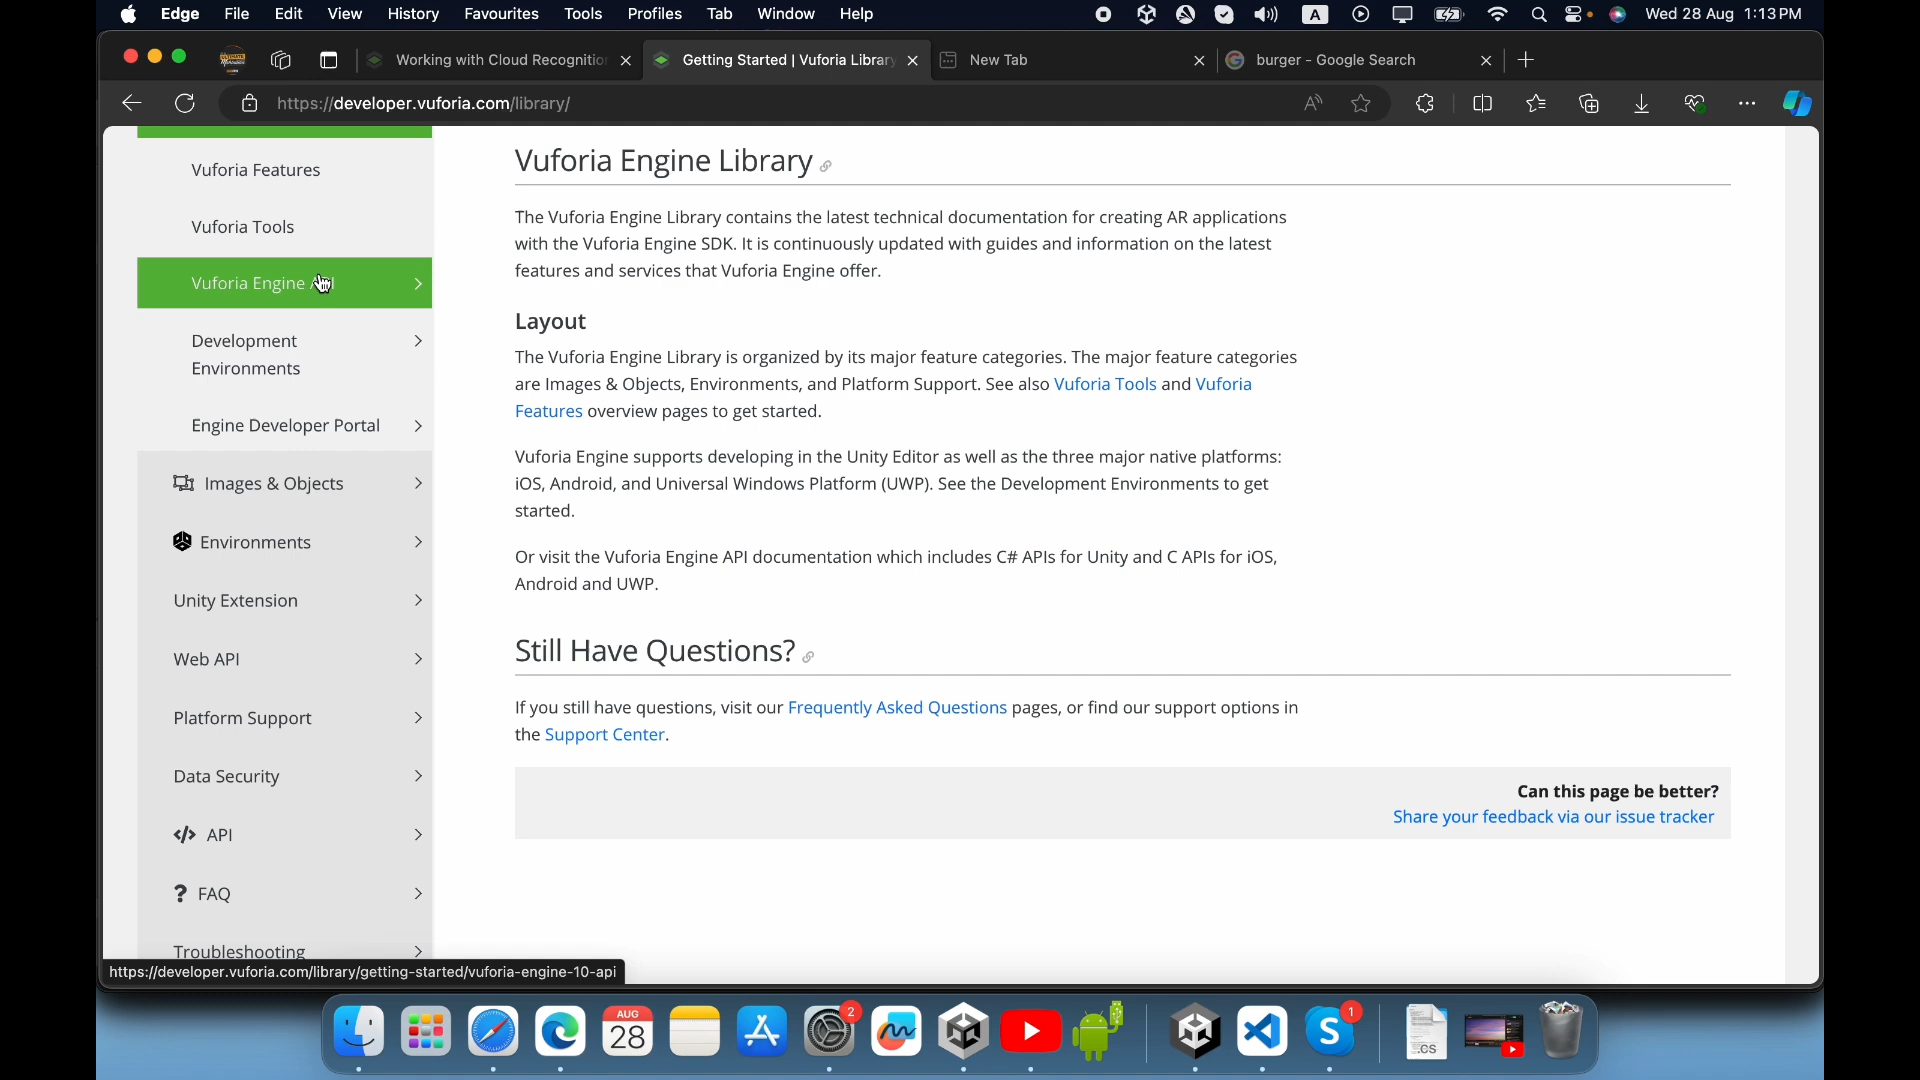 Edge File Edit View History Favourites Tools Profiles Tab Window Help A Wed 28 Aug 1:13 PM
Working with Cloud Recognition Getting Started | Vuforia Library New Tab burger - Google Search
https://developer.vuforia.com/library/
Vuforia Features
Vuforia Tools
Vuforia Engine
Development
Environments
Engine Developer Portal
Images & Objects
Environments
Unity Extension
Web API
Platform Support
Data Security
</> API
? FAQ
Troubleshooting
Vuforia Engine Library
The Vuforia Engine Library contains the latest technical documentation for creating AR applications
with the Vuforia Engine SDK. It is continuously updated with guides and information on the latest
features and services that Vuforia Engine offer.
Layout
The Vuforia Engine Library is organized by its major feature categories. The major feature categories
are Images & Objects, Environments, and Platform Support. See also Vuforia Tools and Vuforia
Features overview pages to get started.
Vuforia Engine supports developing in the Unity Editor as well as the three major native platforms:
iOS, Android, and Universal Windows Platform (UWP). See the Development Environments to get
started.
Or visit the Vuforia Engine API documentation which includes C# APIs for Unity and C APIs for iOS,
Android and UWP.
Still Have Questions?
If you still have questions, visit our Frequently Asked Questions pages, or find our support options in
the Support Center.
Can this page be better?
Share your feedback via our issue tracker
https://developer.vuforia.com/library/getting-started/vuforia-engine-10-api
AUG
28
2
S
1
.CS